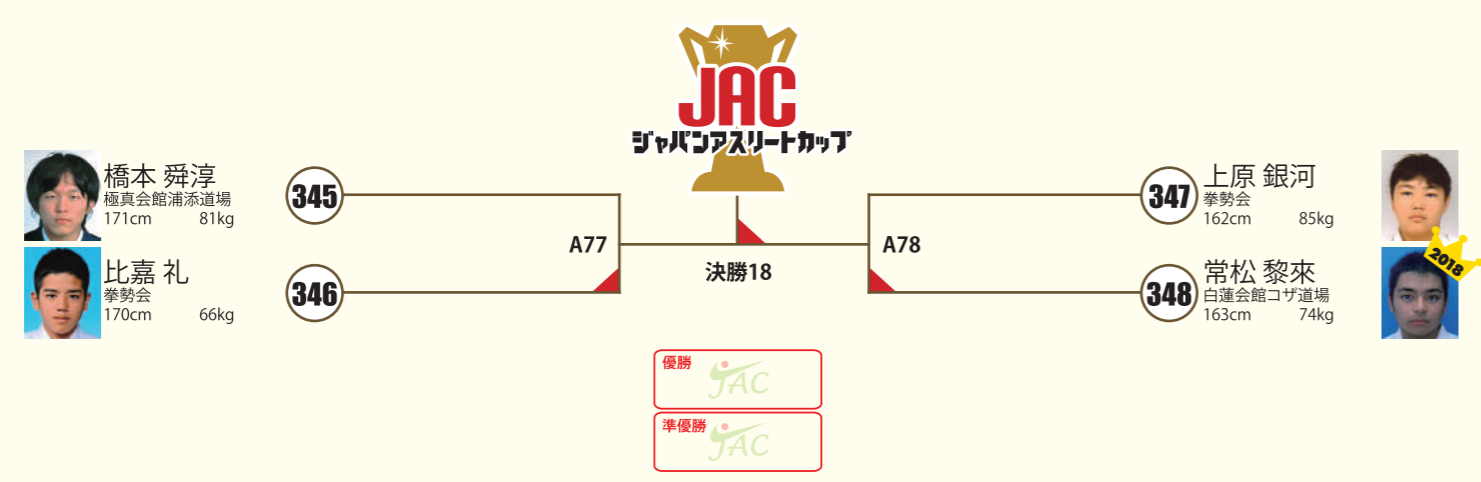 JAC
ジャパンアスリートカップ
橋本 舜淳
極真会館浦添道場
171cm 81kg
345
比嘉 礼
拳勢会
170cm 66kg
346
A77
決勝18
A78
347
上原 銀河
拳勢会
162cm 85kg
348
常松 黎來
白蓮会館コザ道場
163cm 74kg
2018
優勝
JAC
準優勝
JAC